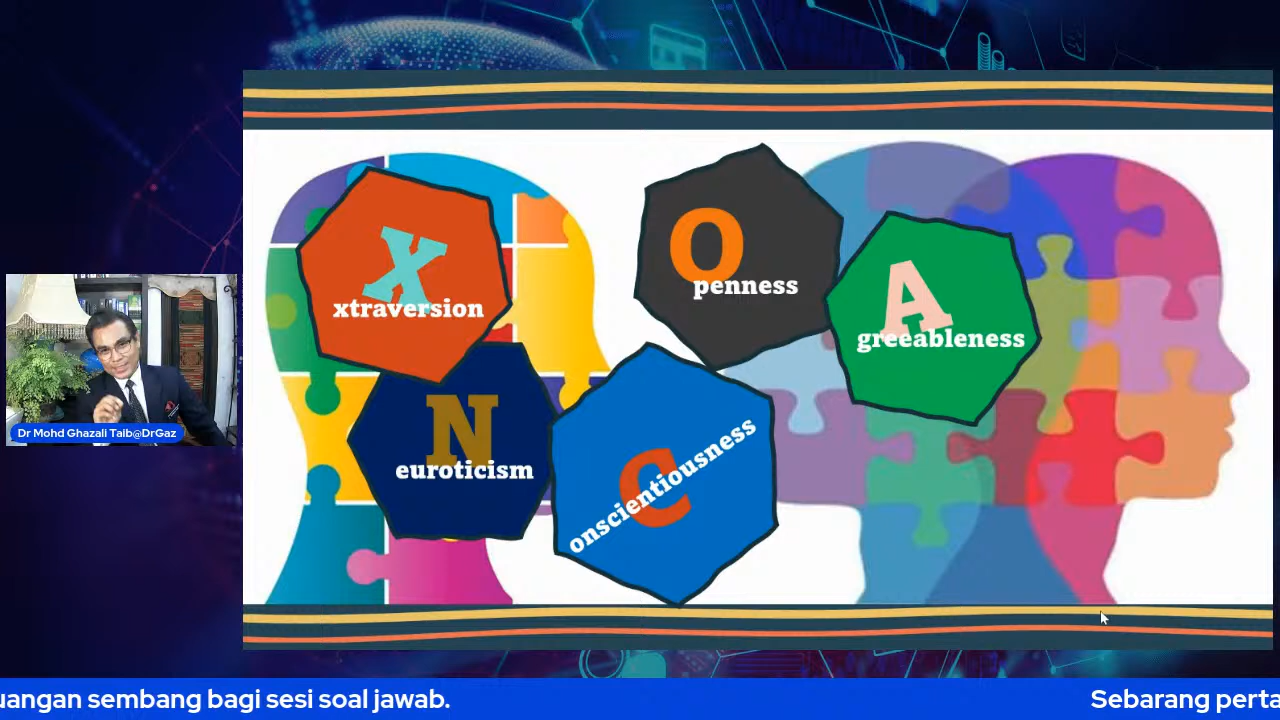 X
xtraversion
O
penness
A
greeableness
N
euroticism
C
onscientiousness
Dr Mohd Ghazali Taib@DrGaz
uangan sembang bagi sesi soal jawab.
Sebarang perta